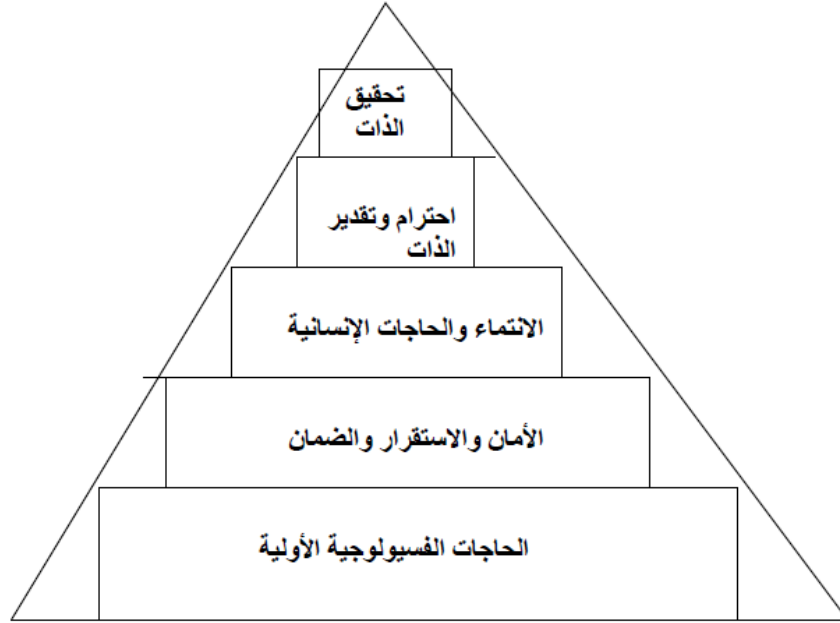 تحقيق
الذات
احترام وتقدير
الذات
الانتماء والحاجات الإنسانية
الأمان والاستقرار والضمان
الحاجات الفسيولوجية الأولية